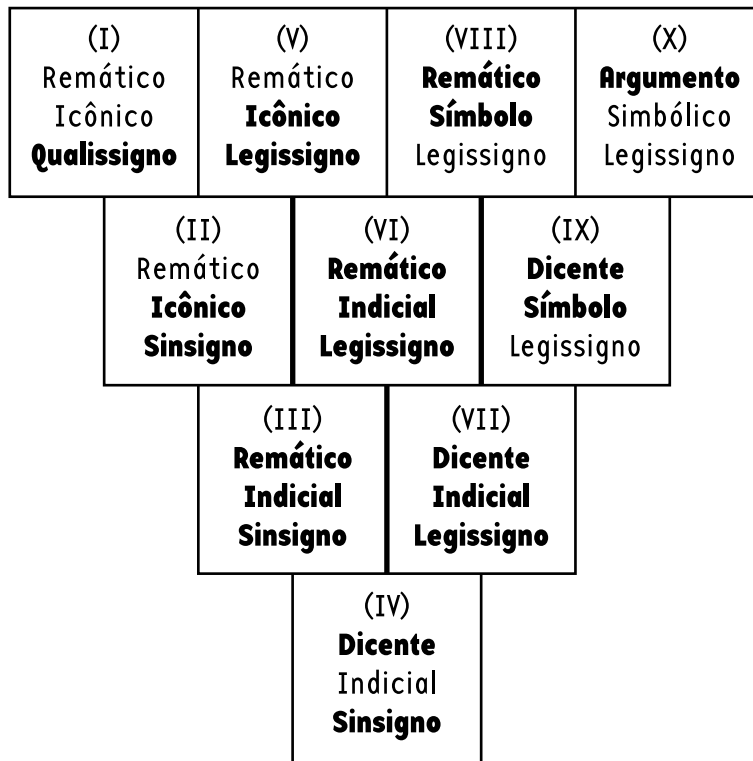 (I)
Remático
Icônico
Qualissigno
(V)
Remático
Icônico
Legissigno
(VIII)
Remático
Símbolo
Legissigno
(X)
Argumento
Simbólico
Legissigno
(II)
Remático
Icônico
Sinsigno
(VI)
Remático
Indicial
Legissigno
(IX)
Dicente
Símbolo
Legissigno
(III)
Remático
Indicial
Sinsigno
(VII)
Dicente
Indicial
Legissigno
(IV)
Dicente
Indicial
Sinsigno